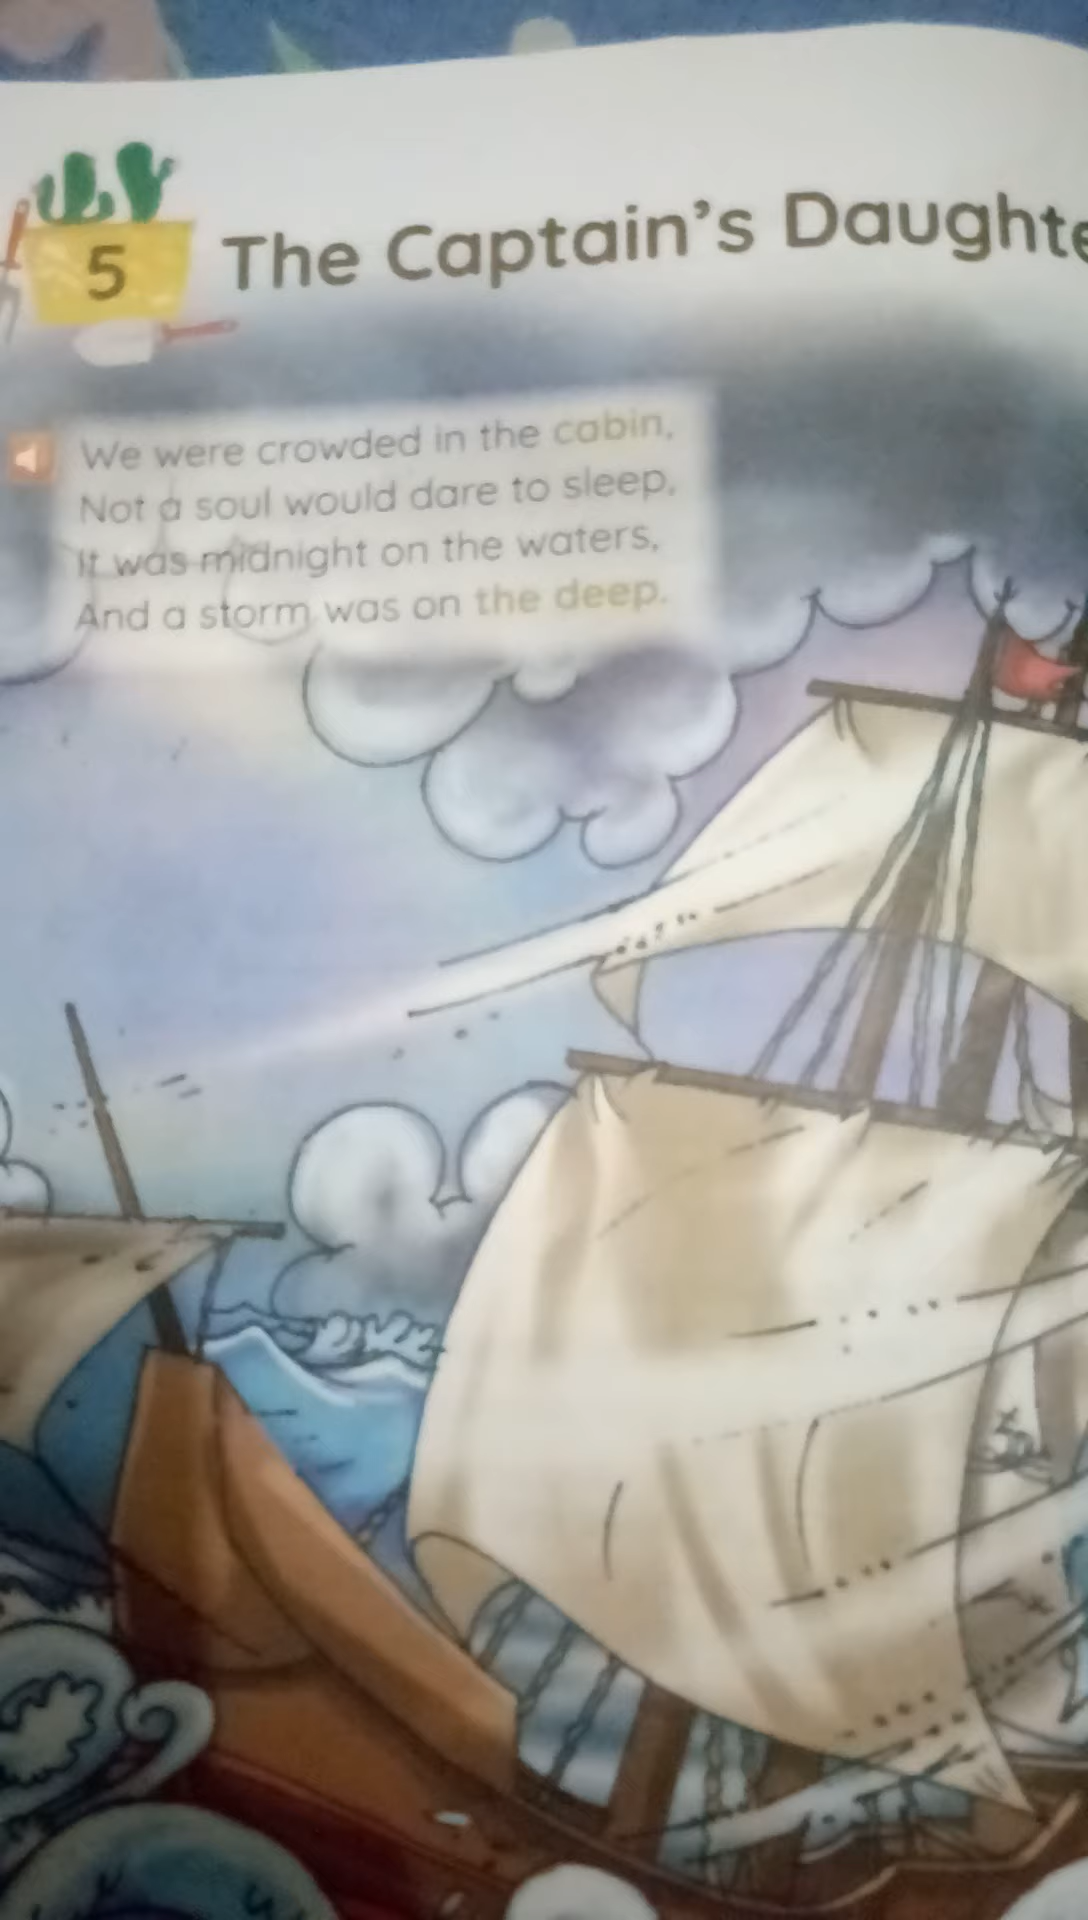 5
The Captain's Daughte
We were crowded in the cabin,
Not a soul would dare to sleep,
It was midnight on the waters,
And a storm was on the deep.